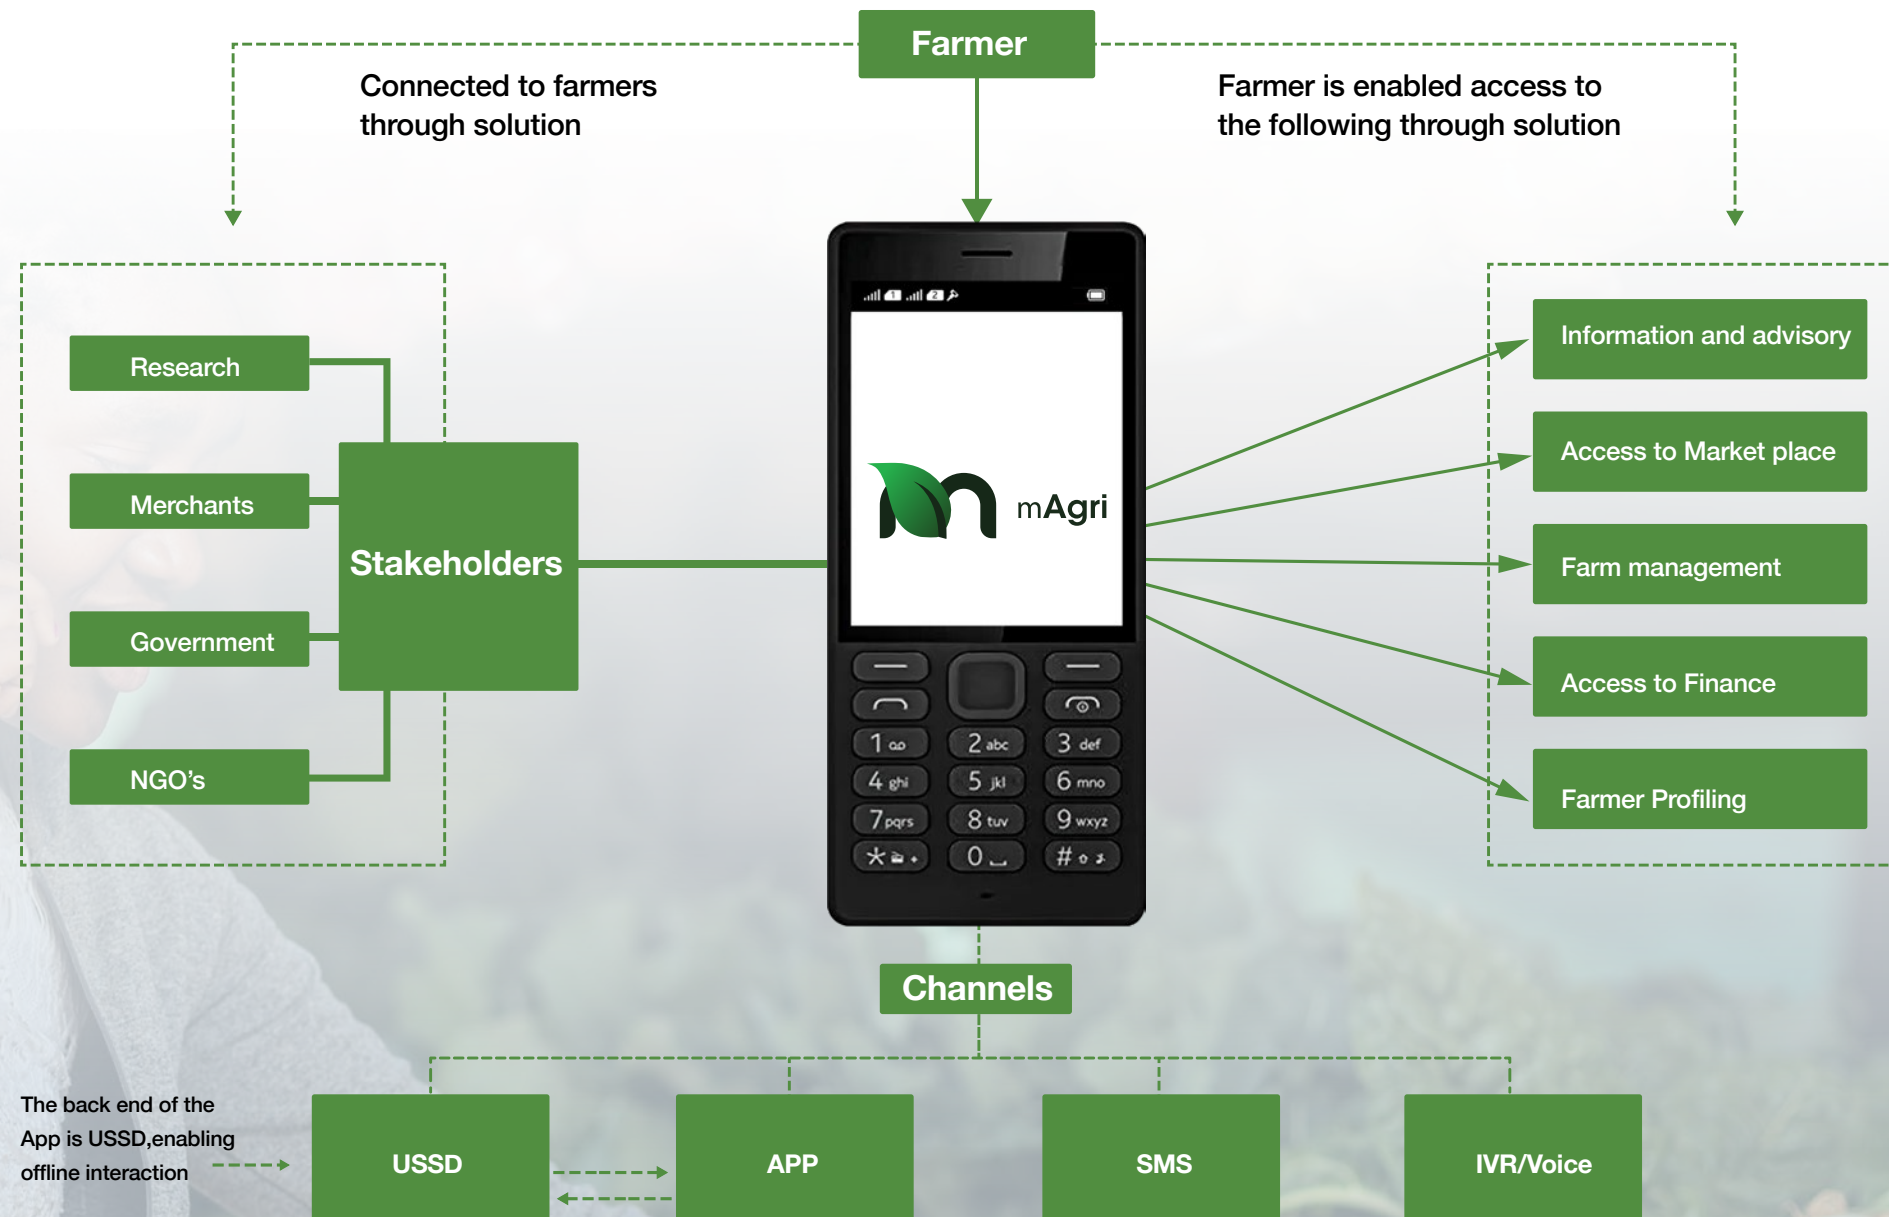 Farmer
Connected to farmers
through solution
Farmer is enabled access to
the following through solution
Research
Merchants
Government
NGO's
Stakeholders
1 2
mAgri
1
2 abc
3 def
4 ghi
5 jkl
6 mno
7 pqrs
8 tuv
9 wxyz
* +
0
#
Information and advisory
Access to Market place
Farm management
Access to Finance
Farmer Profiling
Channels
The back end of the
App is USSD,enabling
offline interaction
USSD
APP
SMS
IVR/Voice